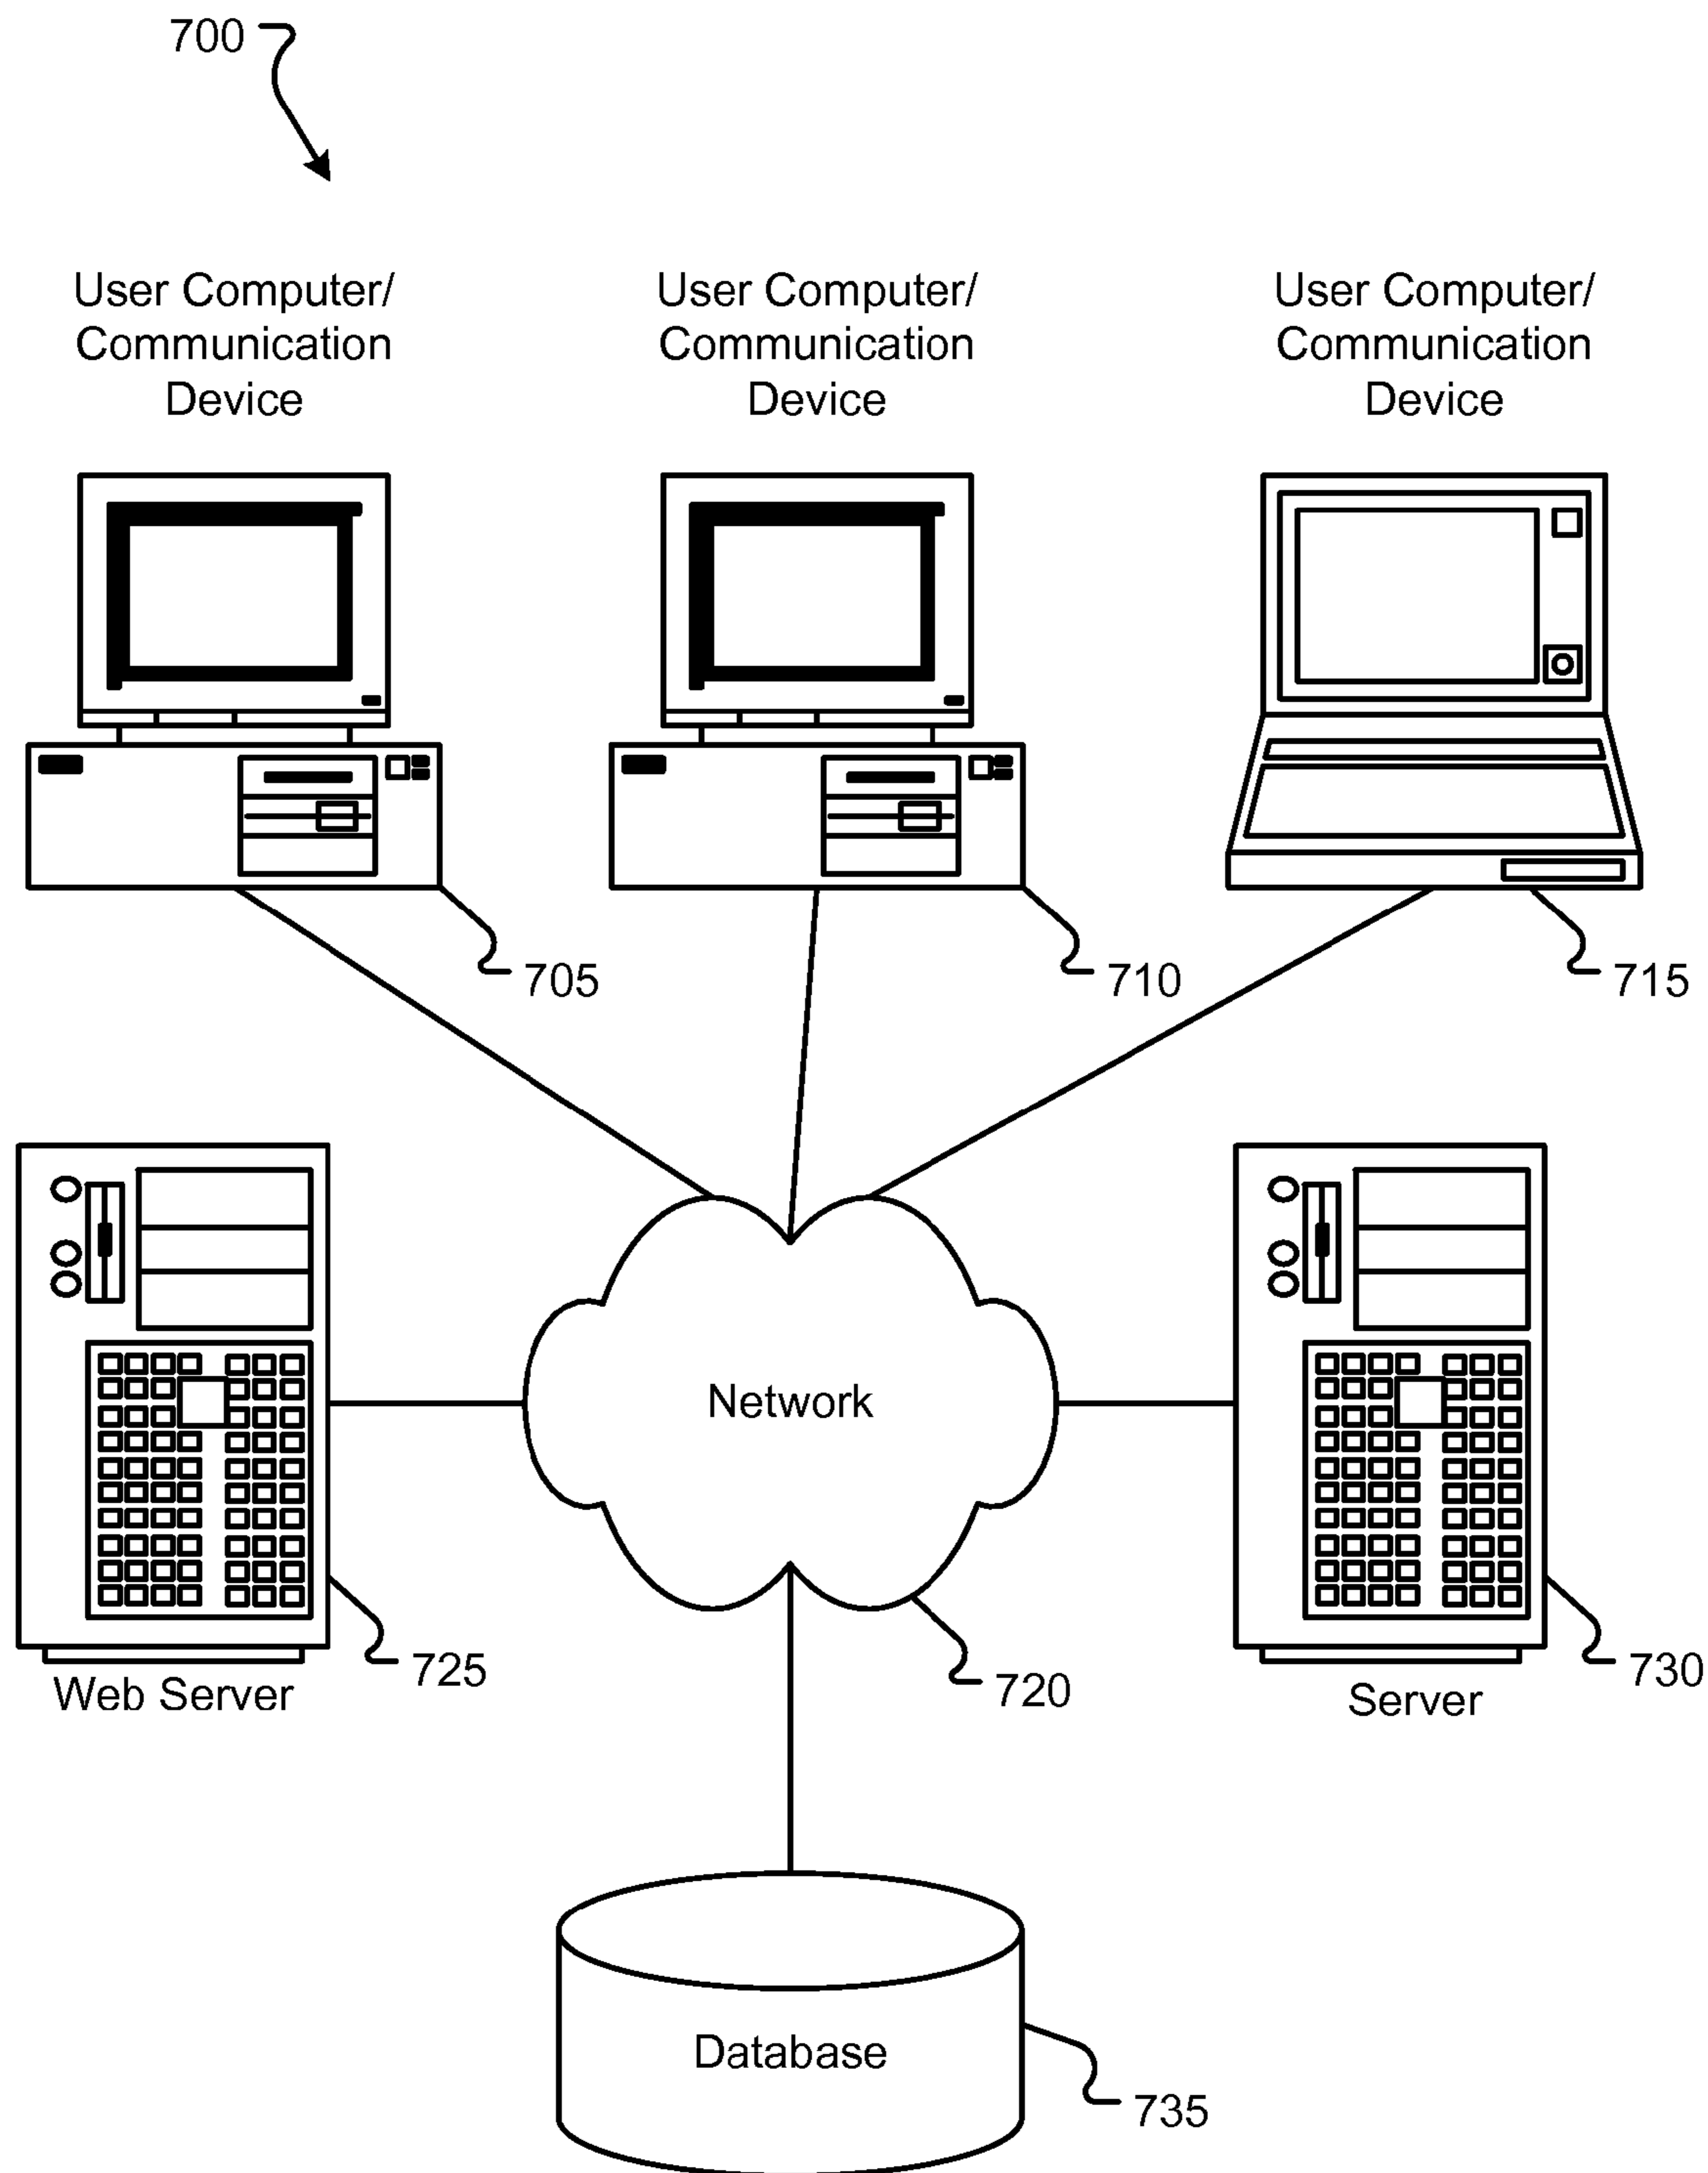 700
User Computer/
Communication
Device
User Computer/
Communication
Device
User Computer/
Communication
Device
705
710
715
Network
725
Web Server
720
730
Server
Database
735